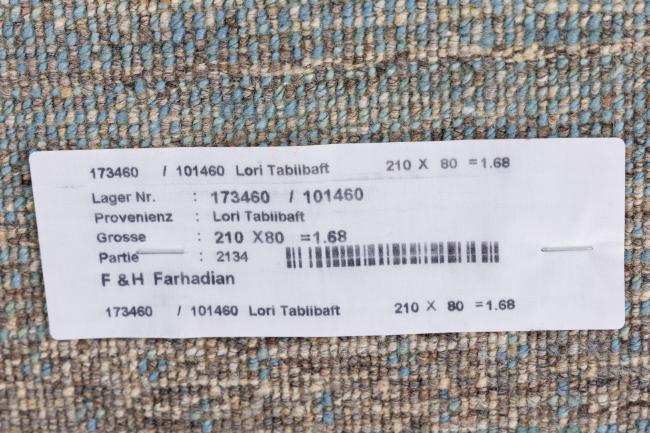 173460 / 101460 Lori Tabiibaft 210 X 80 =1.68
Lager Nr. : 173460 / 101460
Provenienz : Lori Tabiibaft
Grosse : 210 X80 =1.68
Partie : 2134
F &H Farhadian
173460 / 101460 Lori Tabiibaft 210 X 80 =1.68